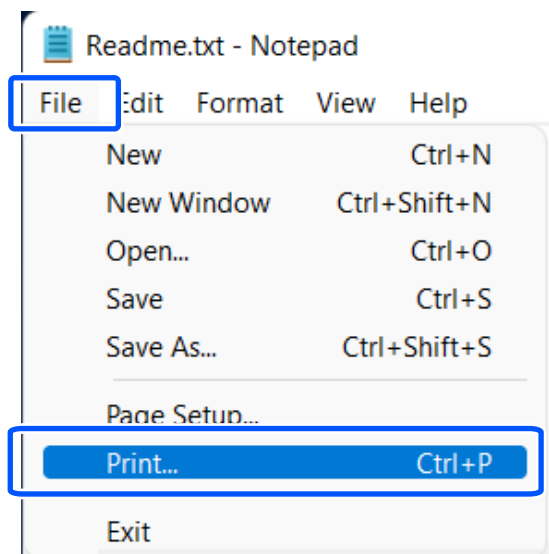 Readme.txt - Notepad
File Edit Format View Help
New Ctrl+N
New Window Ctrl+Shift+N
Open... Ctrl+O
Save Ctrl+S
Save As... Ctrl+Shift+S
Page Setup...
Print... Ctrl+P
Exit